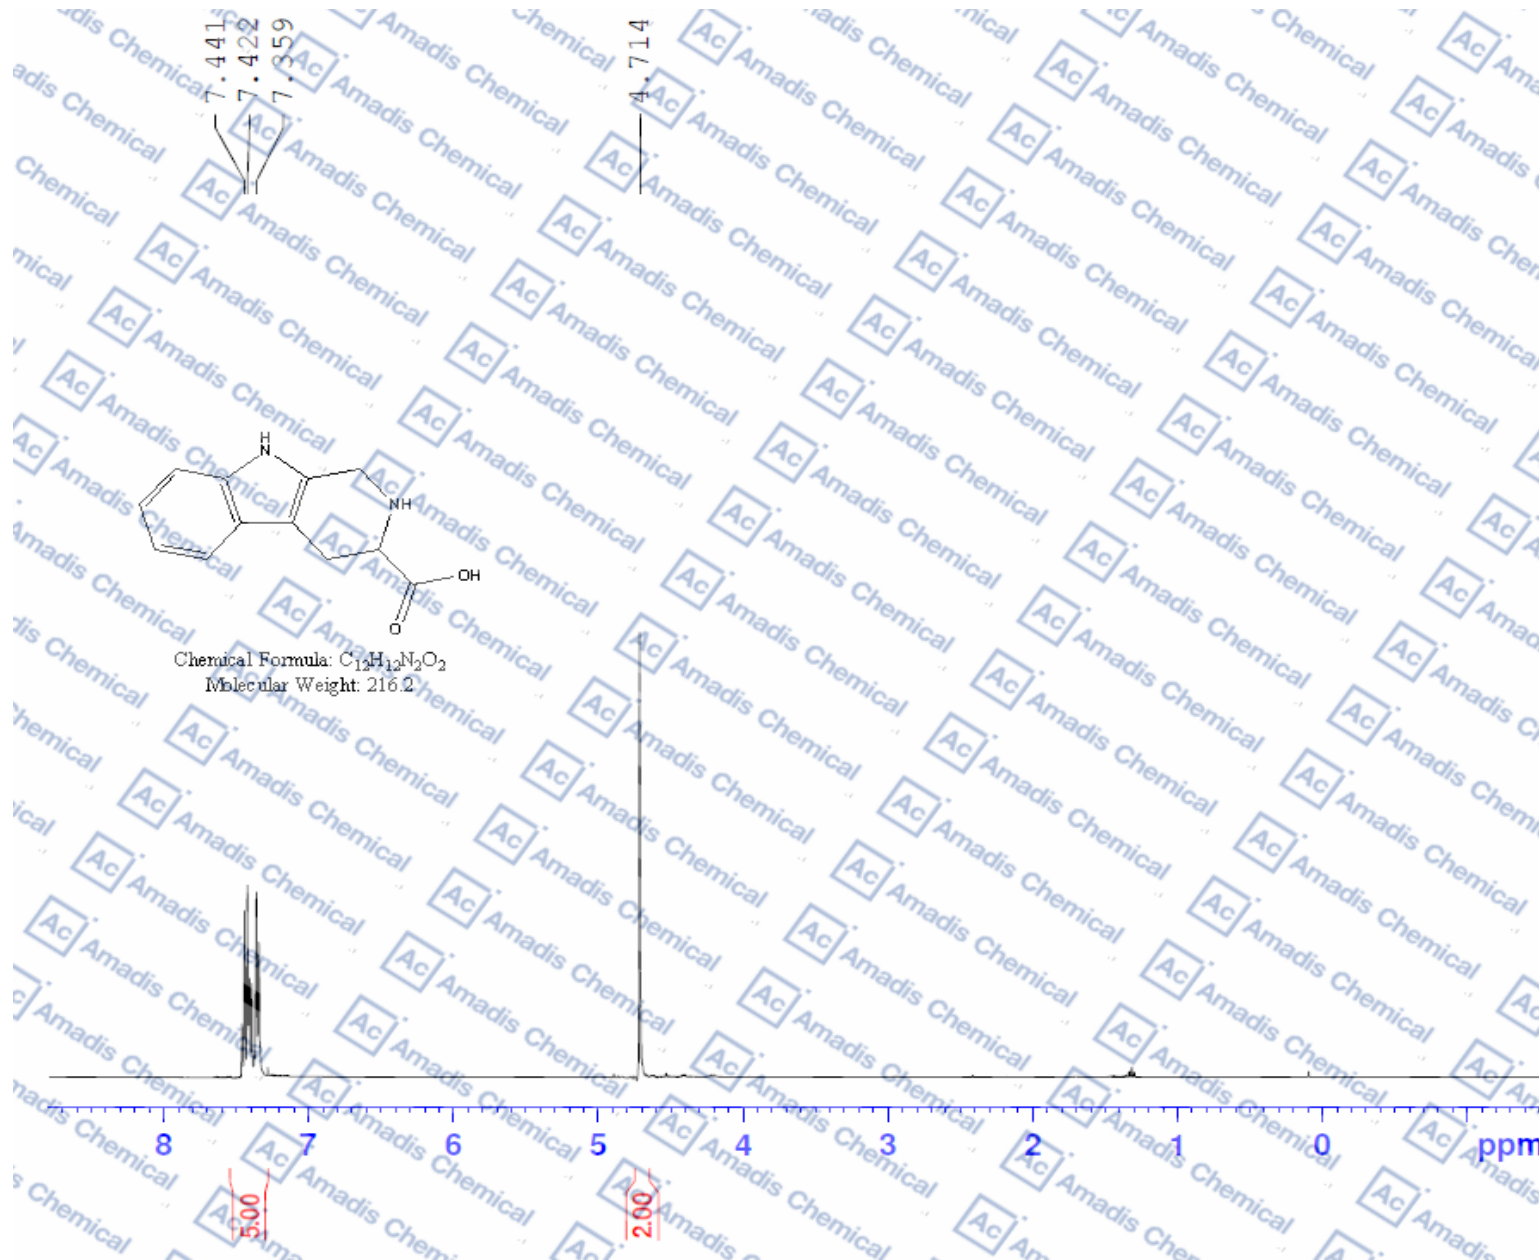 7.441
7.422
7.359
4.714
H
N
NH
OH
O
Chemical Formula: C12H12N2O2
Molecular Weight: 216.2
8 7 6 5 4 3 2 1 0 ppm
5.00
2.00
Ac Amadis Chemical